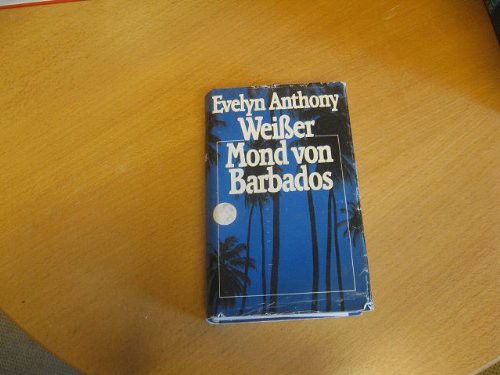 Evelyn Anthony
Weißer
Mond von
Barbados